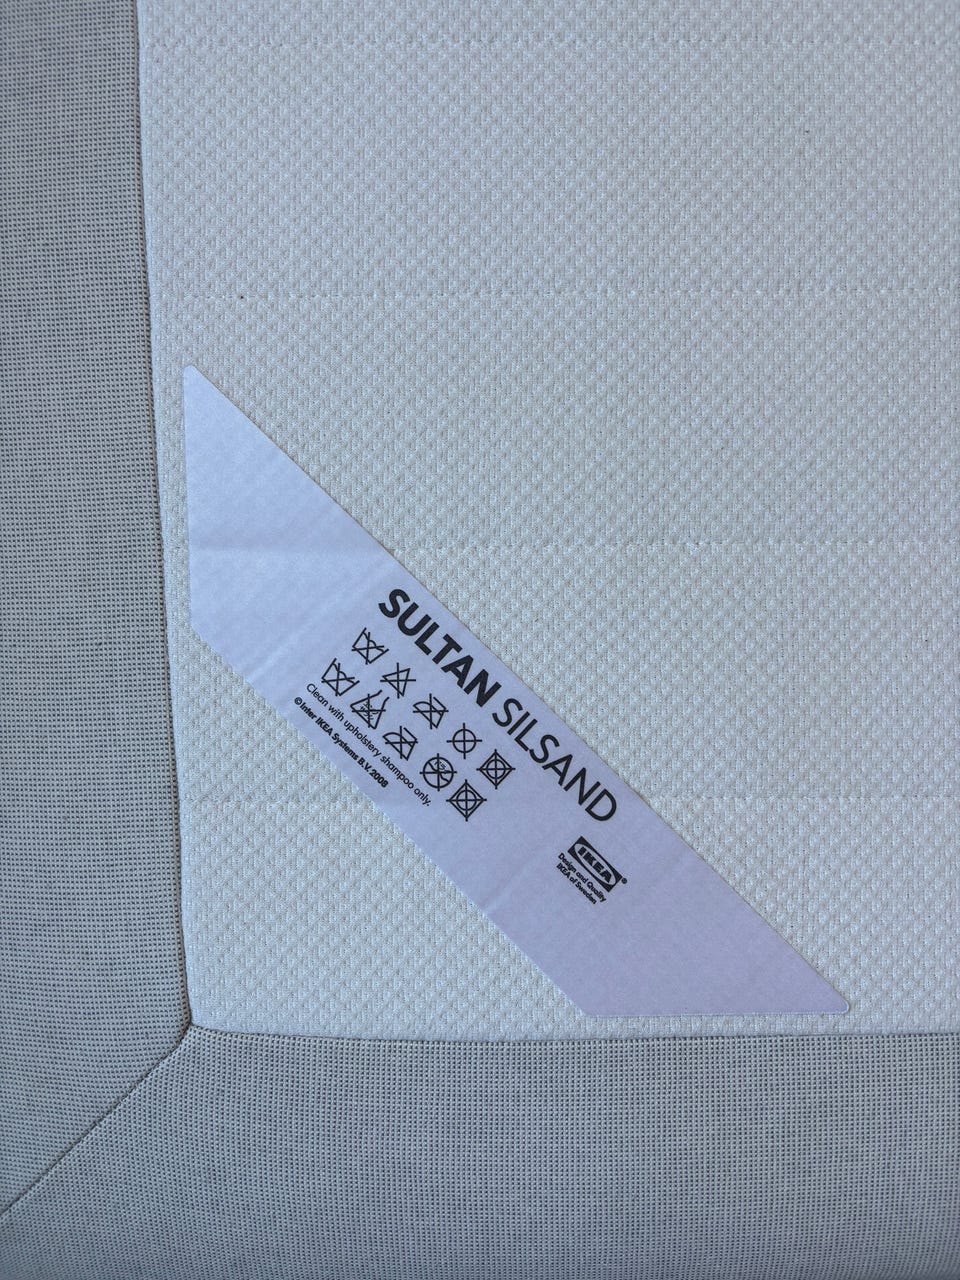 SULTAN SILSAND
Clean with upholstery shampoo only.
©Inter IKEA Systems B.V. 2008
IKEA®
Design and Quality
IKEA of Sweden